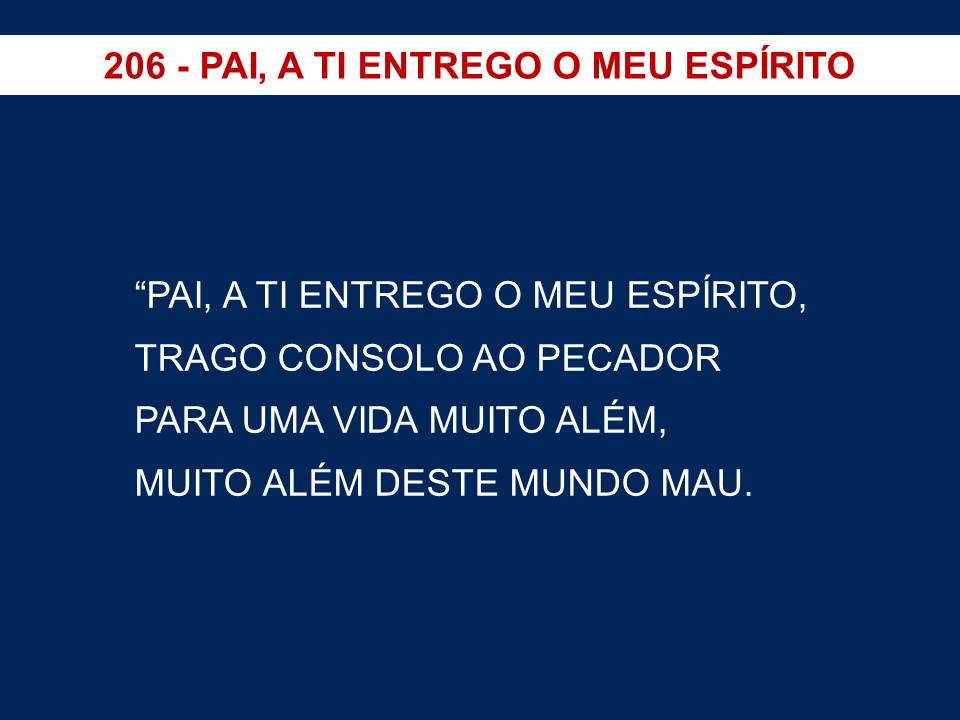 206 - PAI, A TI ENTREGO O MEU ESPÍRITO
“PAI, A TI ENTREGO O MEU ESPÍRITO,
TRAGO CONSOLO AO PECADOR
PARA UMA VIDA MUITO ALÉM,
MUITO ALÉM DESTE MUNDO MAU.